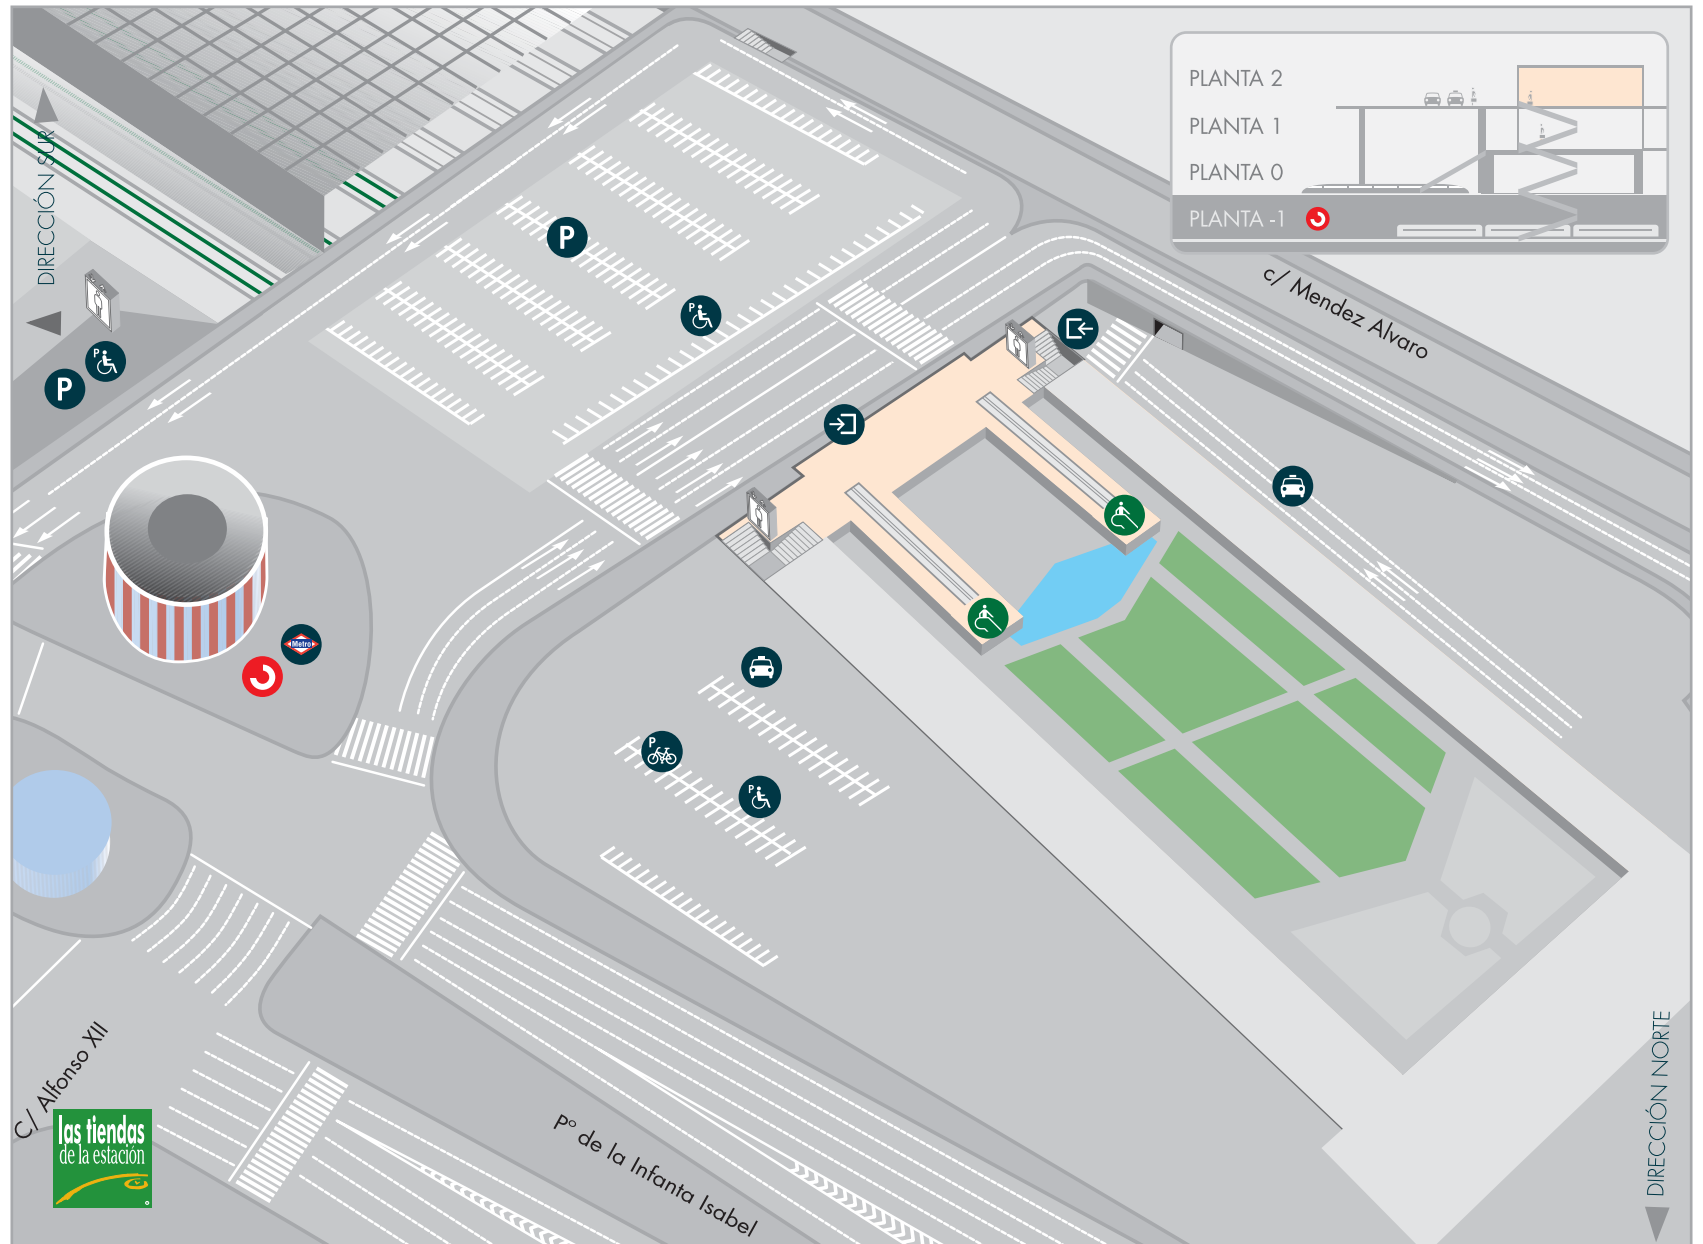 PLANTA 2
PLANTA 1
PLANTA 0
PLANTA -1
DIRECCIÓN SUR
P
P
P
P
c/ Mendez Alvaro
Metro
P
P
C/ Alfonso XII
Pº de la Infanta Isabel
DIRECCIÓN NORTE
las tiendas
de la estación